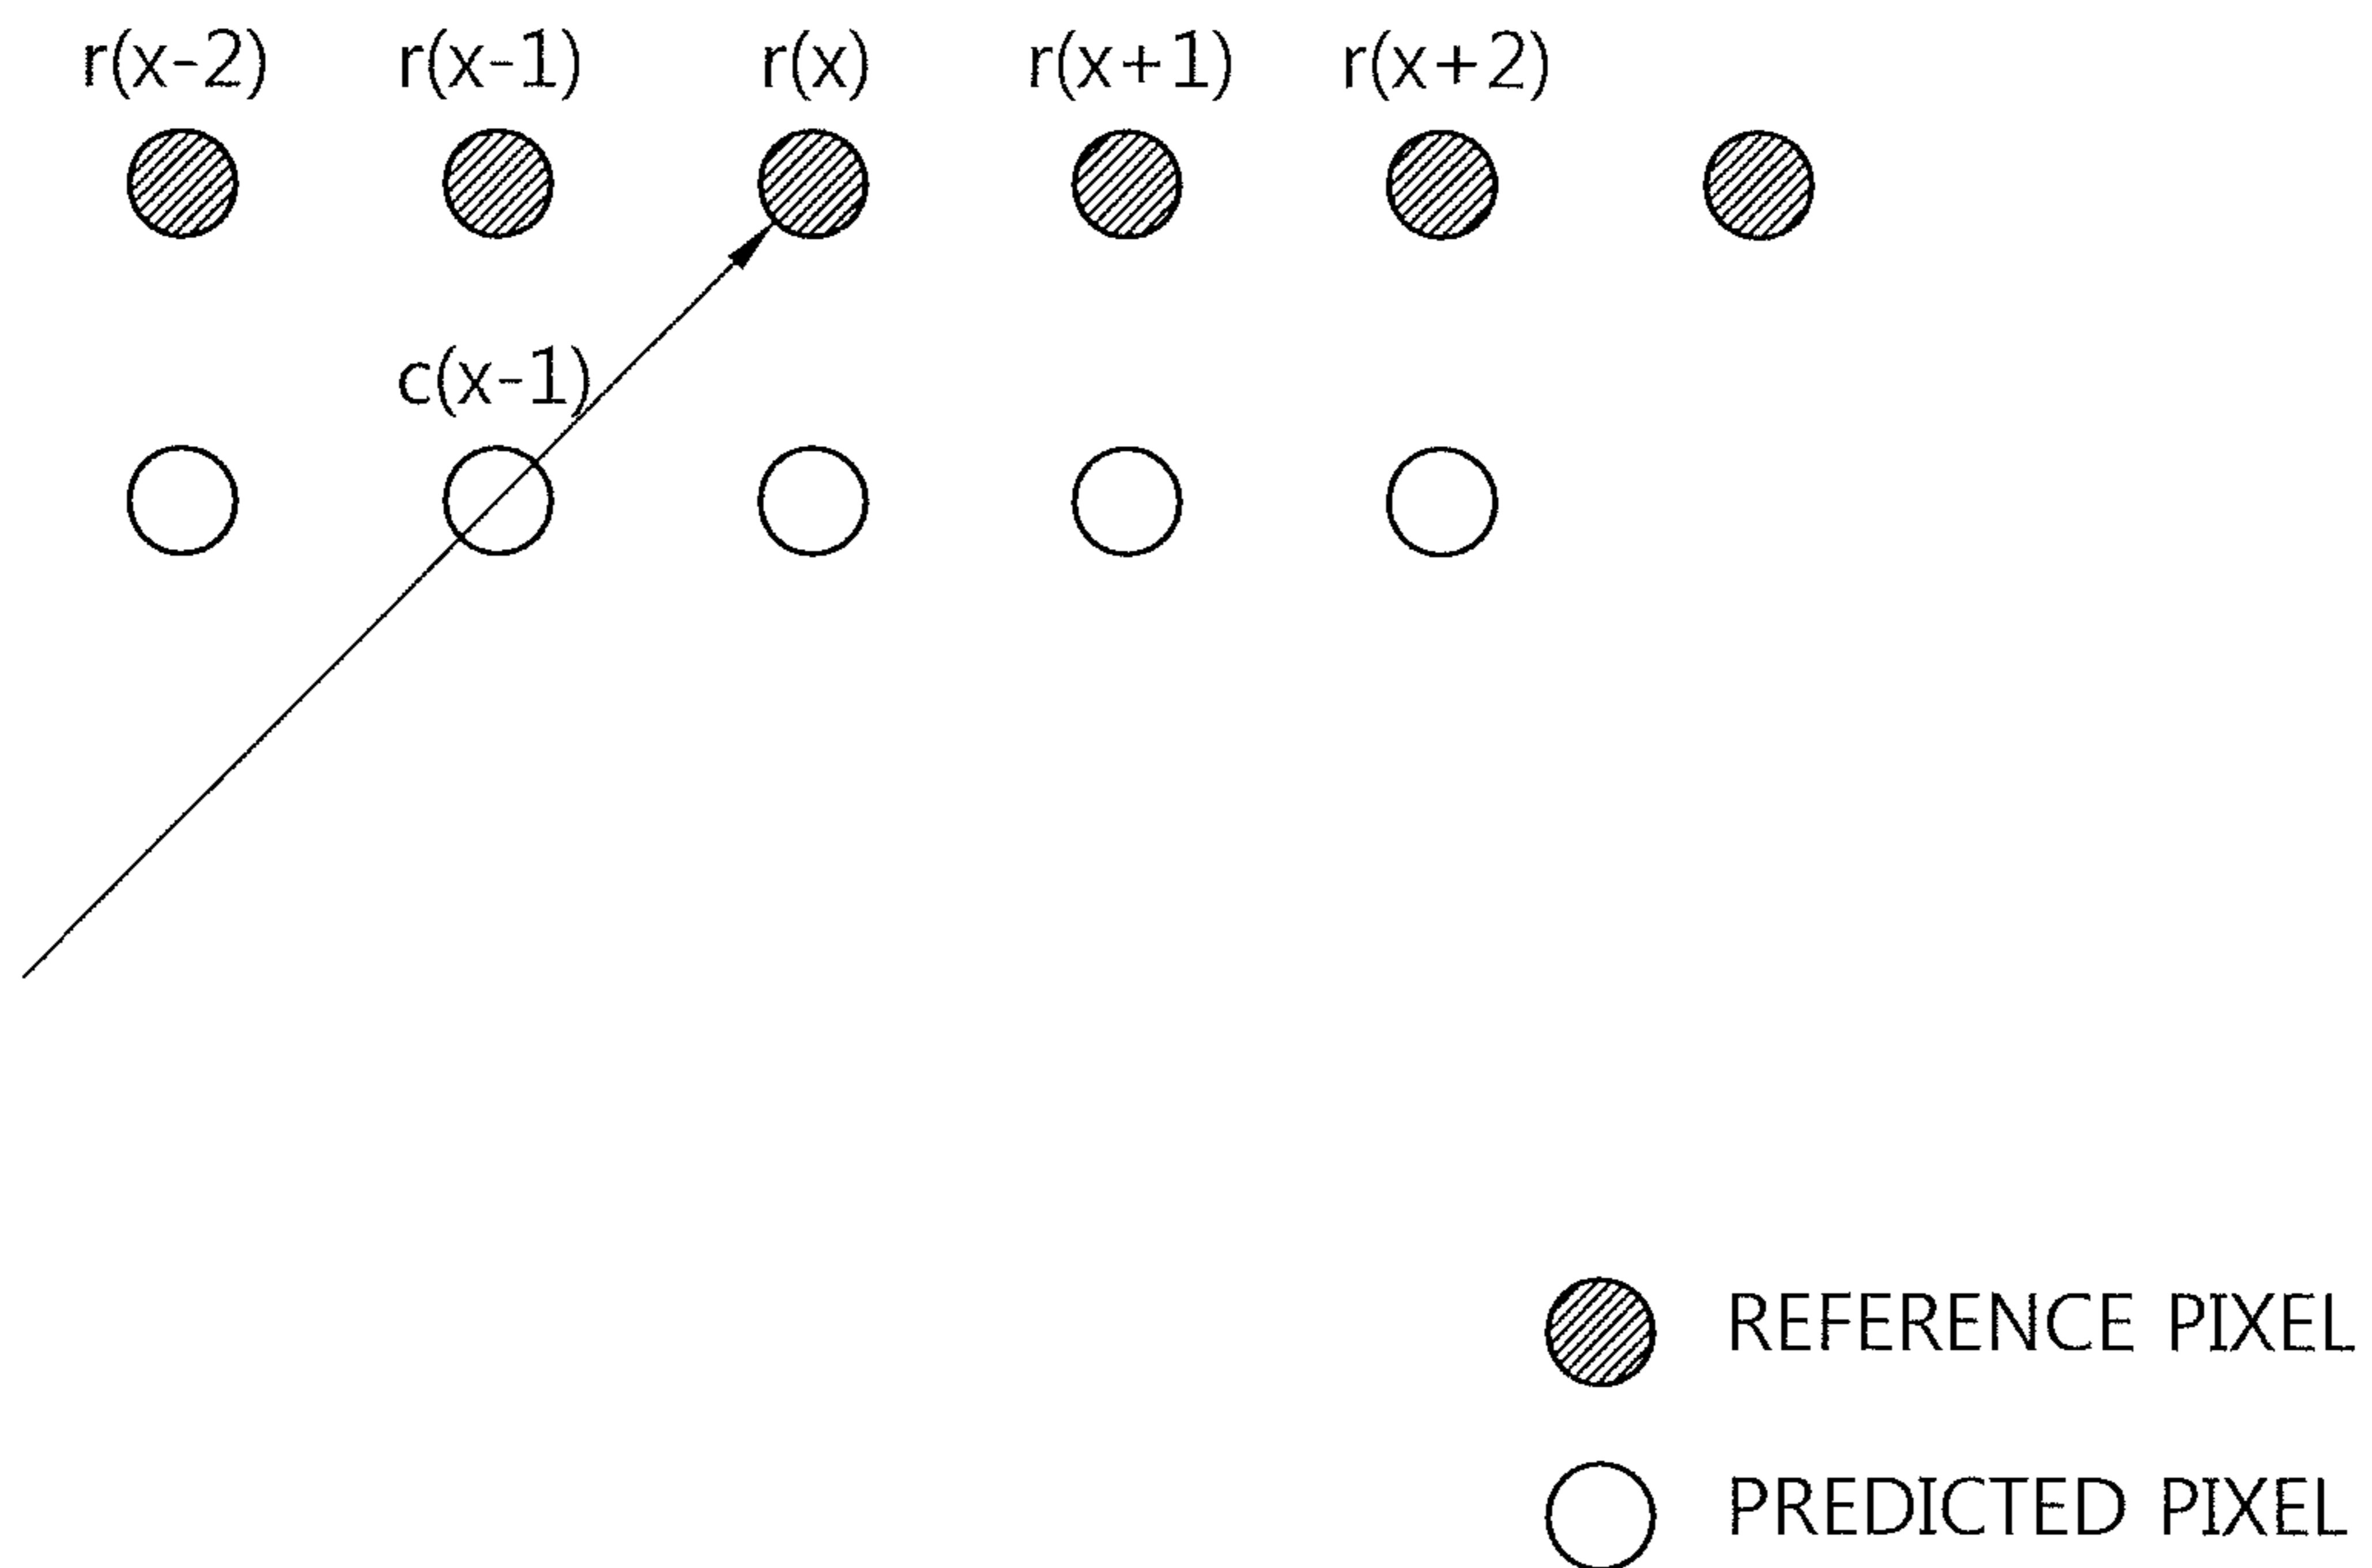 r(x-2) r(x-1) r(x) r(x+1) r(x+2)
c(x-1)
REFERENCE PIXEL
PREDICTED PIXEL